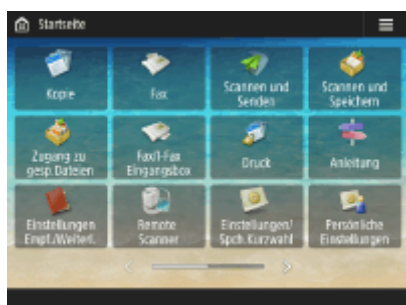 Startseite
Kopie
Fax
Scannen und
Senden
Scannen und
Speichern
Zugang zu
gesp.Dateien
Fax/I-Fax
Eingangsbox
Druck
Anleitung
Einstellungen
Empf./Weiterl.
Remote
Scanner
Einstellungen/
Spch.Kurzwahl
Persönliche
Einstellungen